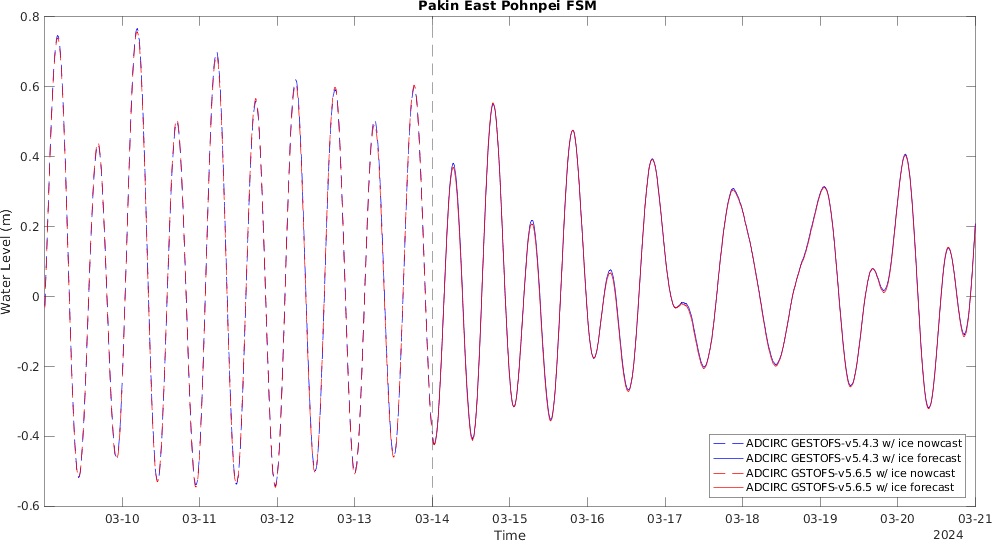 Pakin East Pohnpei FSM
0.8
0.6
0.4
0.2
0
-0.2
-0.4
-0.6
Water Level (m)
ADCIRC GESTOFS-v5.4.3 w/ ice nowcast
ADCIRC GESTOFS-v5.4.3 w/ ice forecast
ADCIRC GSTOFS-v5.6.5 w/ ice nowcast
ADCIRC GSTOFS-v5.6.5 w/ ice forecast
03-10 03-11 03-12 03-13 03-14 03-15 03-16 03-17 03-18 03-19 03-20 03-21
Time
2024